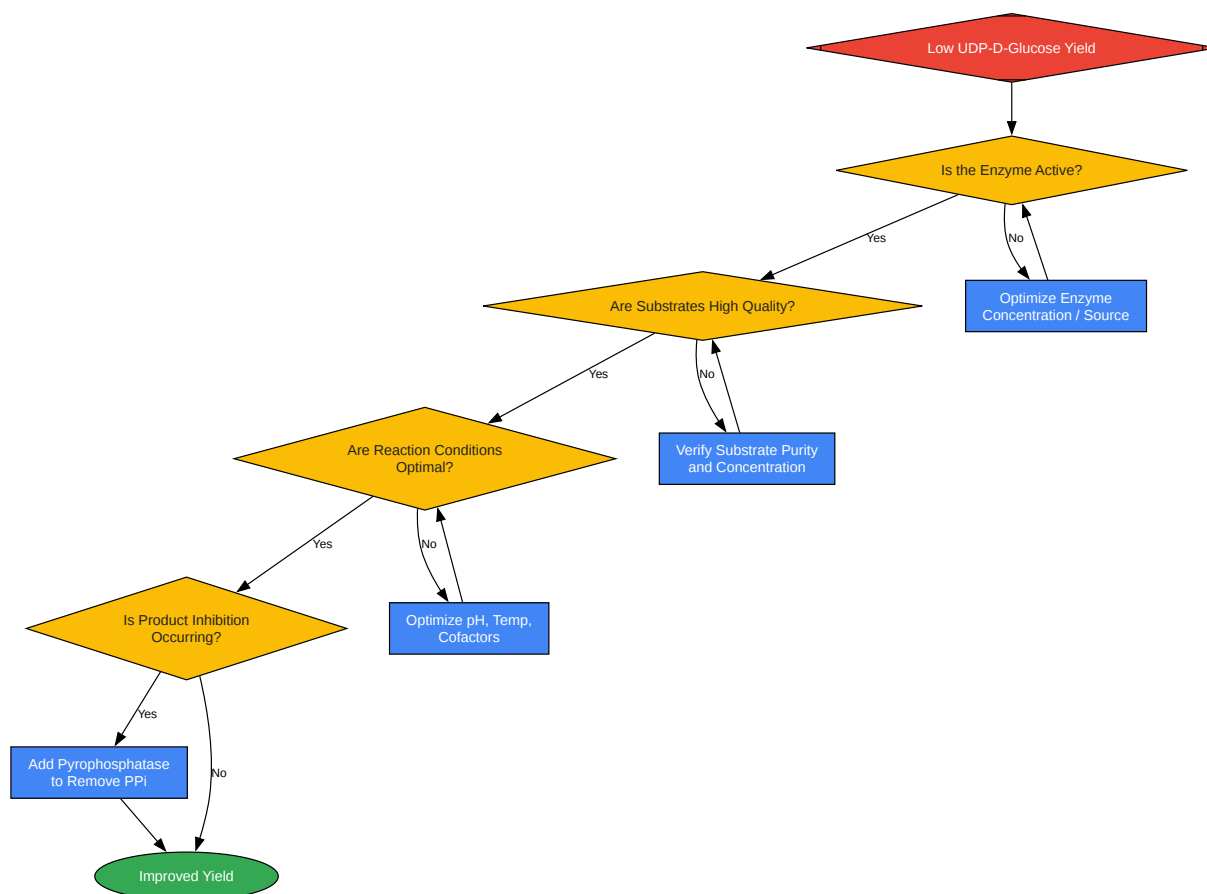 Low UDP-D-Glucose Yield
Is the Enzyme Active?
Yes
No
Optimize Enzyme
Concentration / Source
Are Substrates High Quality?
Yes
No
Verify Substrate Purity
and Concentration
Are Reaction Conditions
Optimal?
Yes
No
Optimize pH, Temp,
Cofactors
Is Product Inhibition
Occurring?
Yes
No
Add Pyrophosphatase
to Remove PPi
Improved Yield